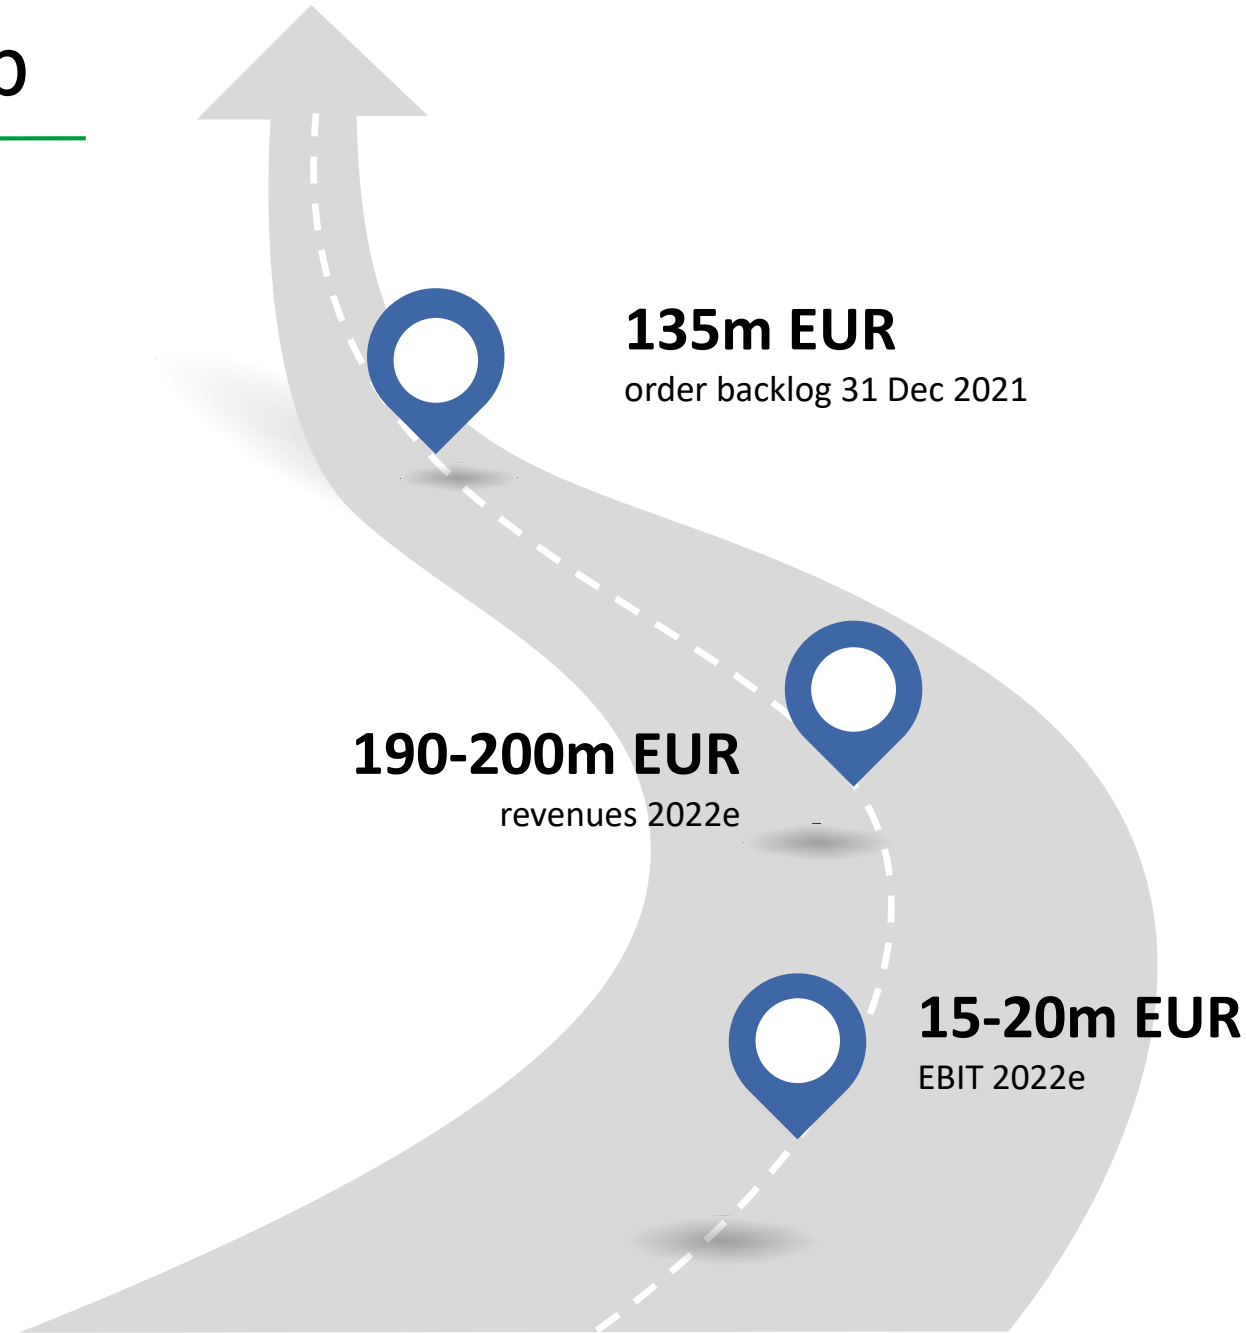 135m EUR
order backlog 31 Dec 2021
190-200m EUR
revenues 2022e
15-20m EUR
EBIT 2022e